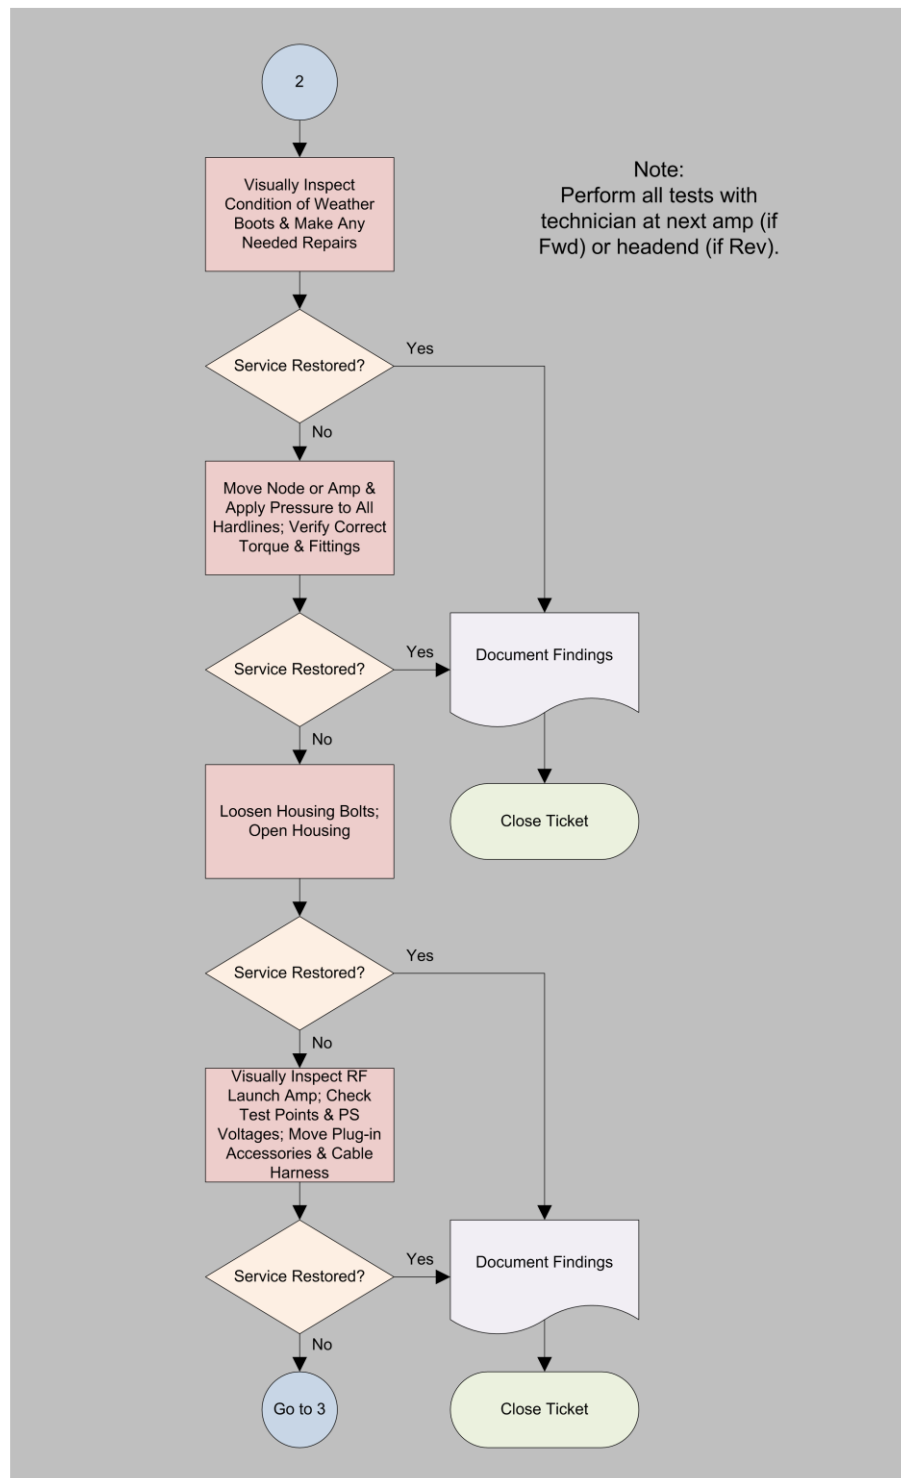 2
Visually Inspect
Condition of Weather
Boots & Make Any
Needed Repairs
Note:
Perform all tests with
technician at next amp (if
Fwd) or headend (if Rev).
Service Restored?
Yes
No
Move Node or Amp &
Apply Pressure to All
Hardlines; Verify Correct
Torque & Fittings
Service Restored?
Yes
Document Findings
No
Loosen Housing Bolts;
Open Housing
Close Ticket
Service Restored?
Yes
No
Visually Inspect RF
Launch Amp; Check
Test Points & PS
Voltages; Move Plug-in
Accessories & Cable
Harness
Service Restored?
Yes
Document Findings
No
Go to 3
Close Ticket